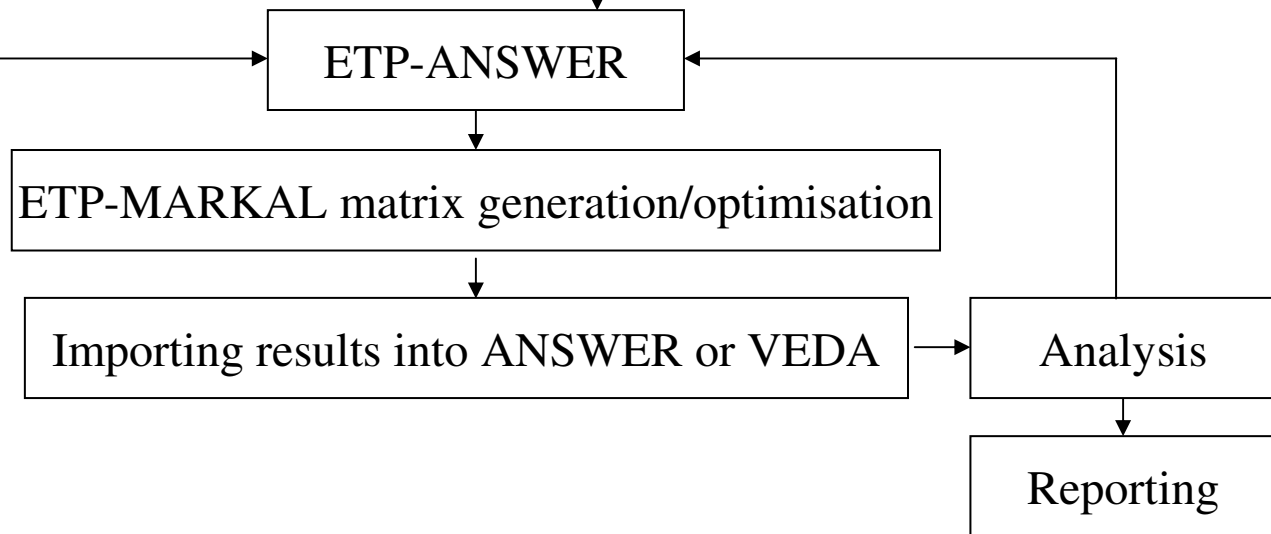 ETP-ANSWER
ETP-MARKAL matrix generation/optimisation
Importing results into ANSWER or VEDA
Analysis
Reporting